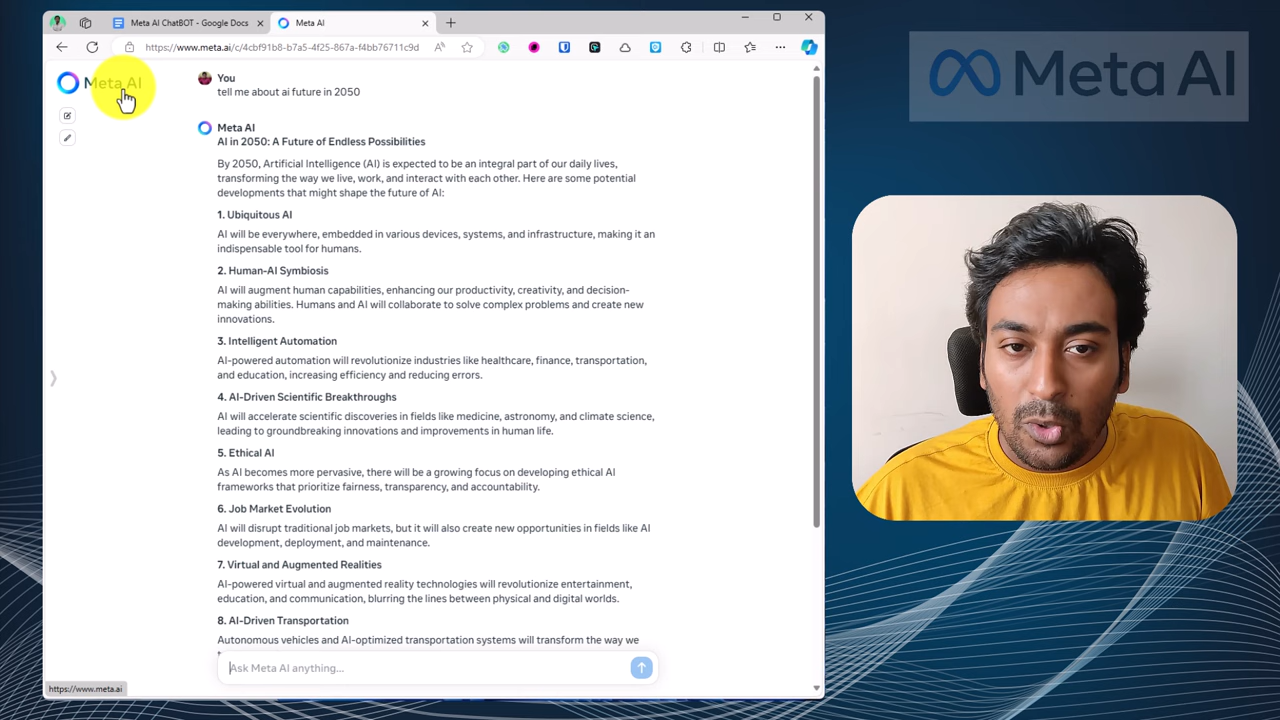 Meta AI ChatBOT - Google Docs
Meta AI
https://www.meta.ai/c/4cbf91b8-b7a5-4f25-867a-f4bb76711c9d
Meta AI
Meta AI
You
tell me about ai future in 2050
Meta AI
AI in 2050: A Future of Endless Possibilities
By 2050, Artificial Intelligence (AI) is expected to be an integral part of our daily lives,
transforming the way we live, work, and interact with each other. Here are some potential
developments that might shape the future of AI:
1. Ubiquitous AI
AI will be everywhere, embedded in various devices, systems, and infrastructure, making it an
indispensable tool for humans.
2. Human-AI Symbiosis
AI will augment human capabilities, enhancing our productivity, creativity, and decision-
making abilities. Humans and AI will collaborate to solve complex problems and create new
innovations.
3. Intelligent Automation
AI-powered automation will revolutionize industries like healthcare, finance, transportation,
and education, increasing efficiency and reducing errors.
4. AI-Driven Scientific Breakthroughs
AI will accelerate scientific discoveries in fields like medicine, astronomy, and climate science,
leading to groundbreaking innovations and improvements in human life.
5. Ethical AI
As AI becomes more pervasive, there will be a growing focus on developing ethical AI
frameworks that prioritize fairness, transparency, and accountability.
6. Job Market Evolution
AI will disrupt traditional job markets, but it will also create new opportunities in fields like AI
development, deployment, and maintenance.
7. Virtual and Augmented Realities
AI-powered virtual and augmented reality technologies will revolutionize entertainment,
education, and communication, blurring the lines between physical and digital worlds.
8. AI-Driven Transportation
Autonomous vehicles and AI-optimized transportation systems will transform the way we
Ask Meta AI anything...
https://www.meta.ai